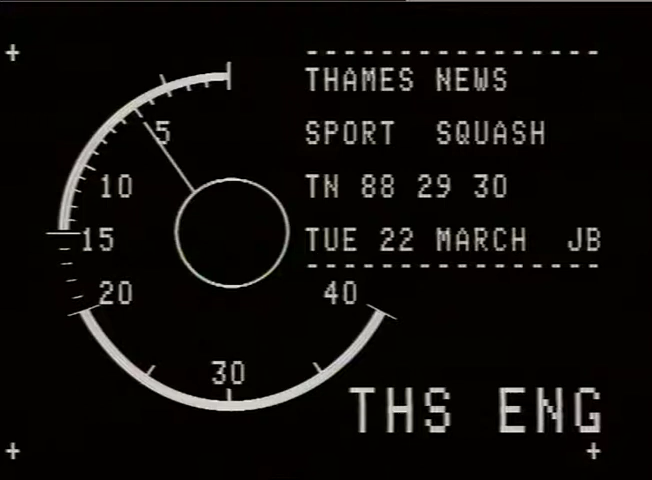 THAMES NEWS
SPORT SQUASH
TN 88 29 30
TUE 22 MARCH JB
5
10
15
20
30
40
THS ENG